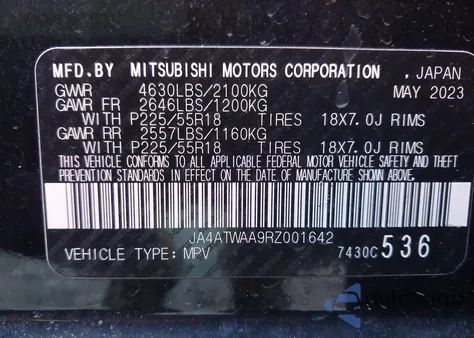 MFD.BY MITSUBISHI MOTORS CORPORATION , JAPAN
GVWR 4630LBS/2100KG MAY 2023
GAWR FR 2646LBS/1200KG
WITH P225/55R18 TIRES 18X7.0J RIMS
GAWR RR 2557LBS/1160KG
WITH P225/55R18 TIRES 18X7.0J RIMS
THIS VEHICLE CONFORMS TO ALL APPLICABLE FEDERAL MOTOR VEHICLE SAFETY AND THEFT
PREVENTION STANDARDS IN EFFECT ON THE DATE OF MANUFACTURE SHOWN ABOVE.
JA4ATWAA9RZ001642
VEHICLE TYPE: MPV 7430C536